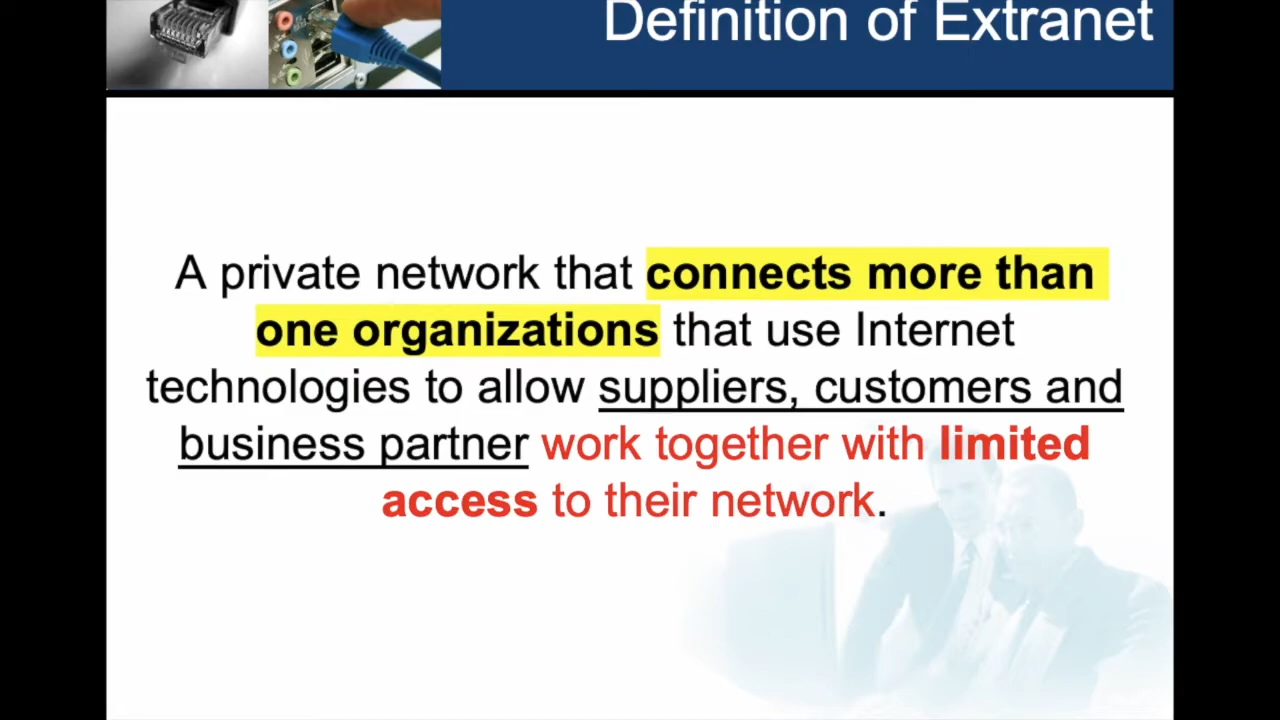 Definition of Extranet
A private network that connects more than
one organizations that use Internet
technologies to allow suppliers, customers and
business partner work together with limited
access to their network.